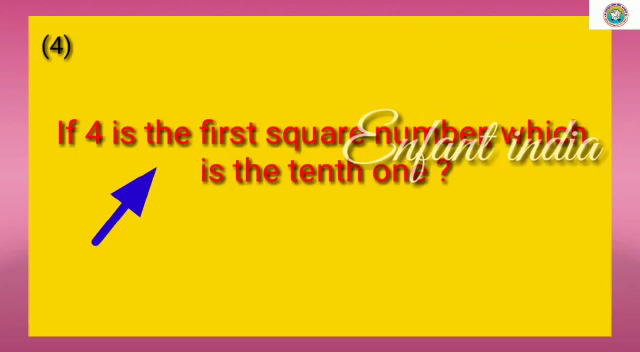 (4)
If 4 is the first square number which
is the tenth one ?
Enfant india